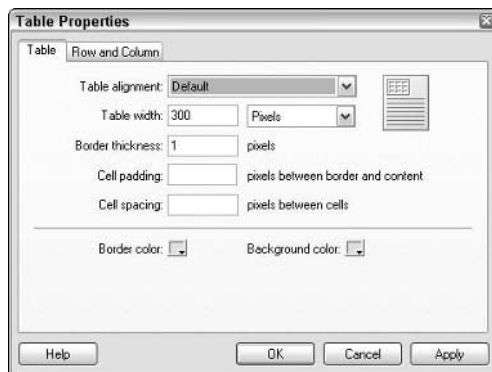 Table Properties
Table
Row and Column
Table alignment: Default
Table width: 300 Pixels
Border thickness: 1 pixels
Cell padding: pixels between border and content
Cell spacing: pixels between cells
Border color: Background color:
Help OK Cancel Apply